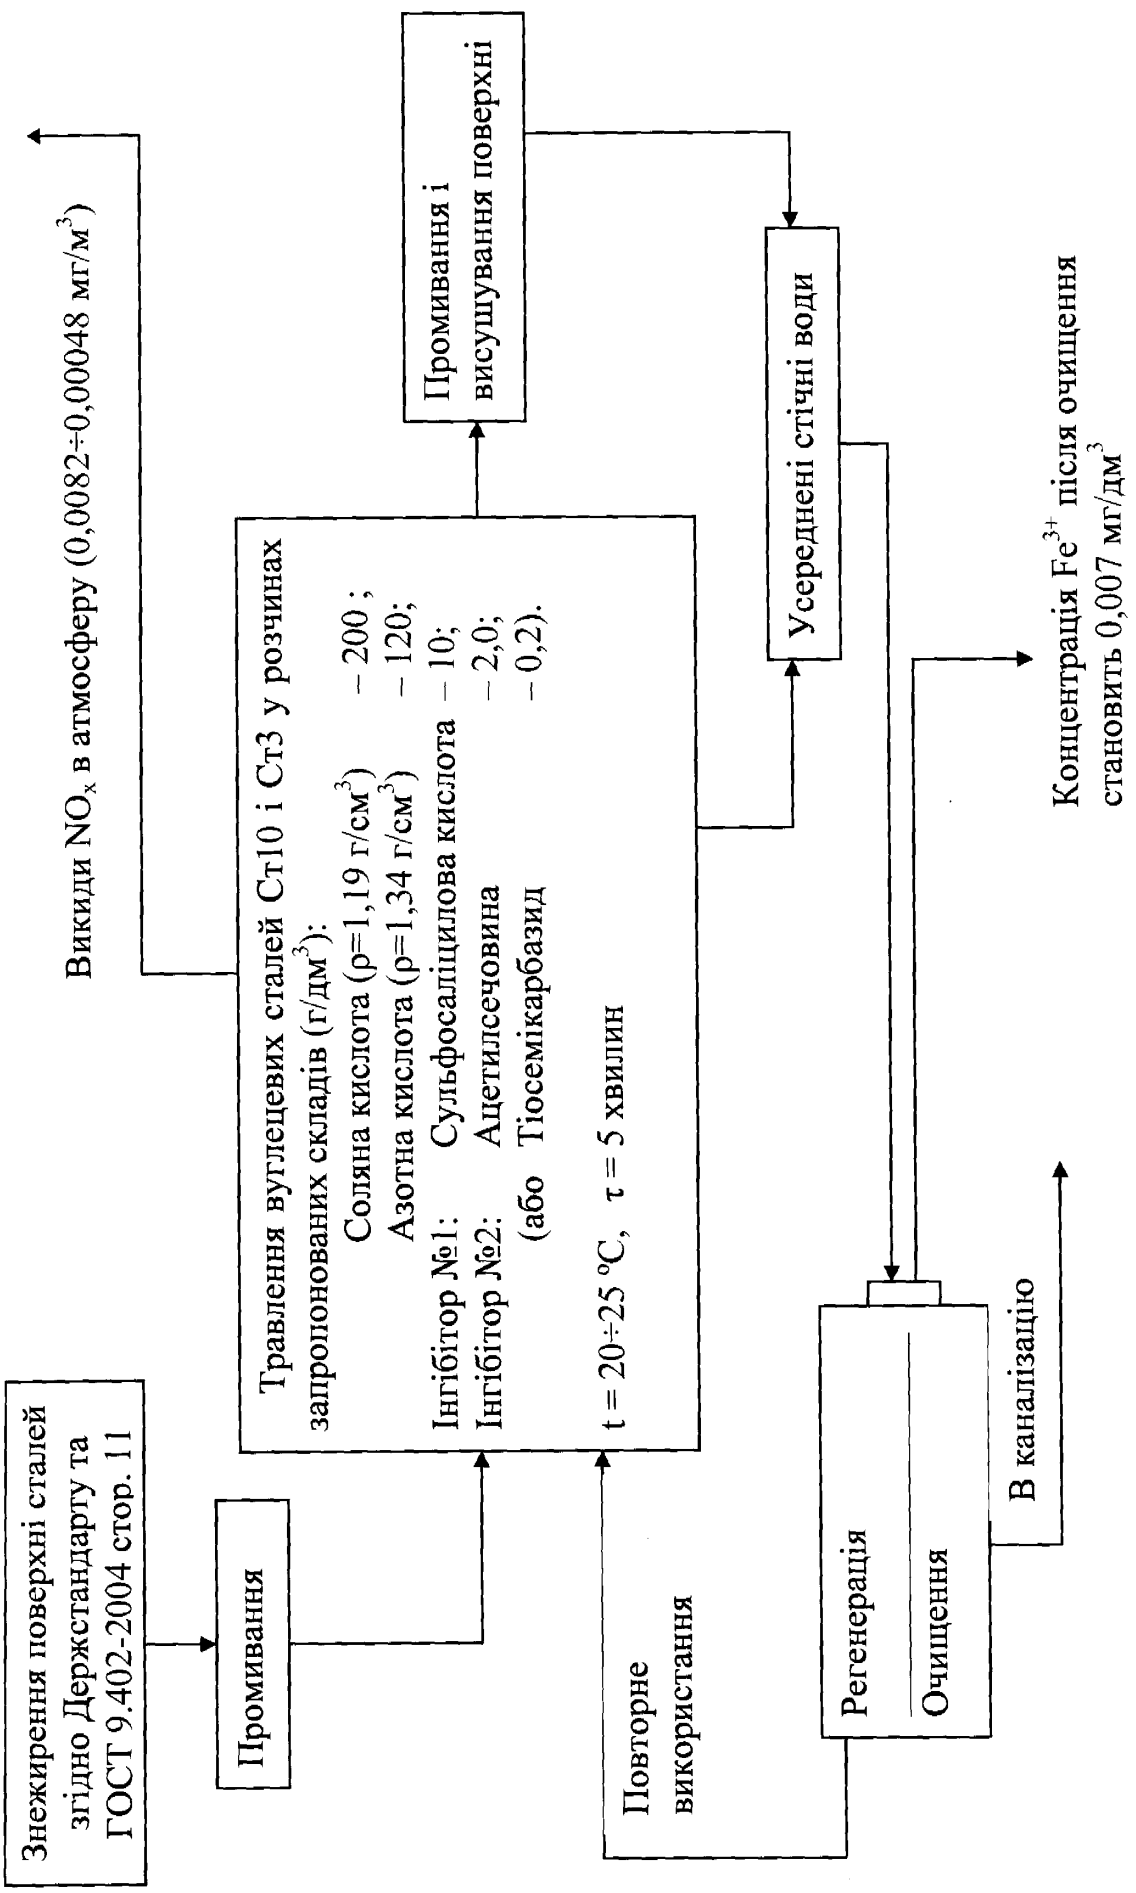 Знежирення поверхні сталей
згідно Держстандарту та
ГОСТ 9.402-2004 стор. 11
Промивання
Викиди NOₓ в атмосферу (0,0082÷0,00048 мг/м³)
Травлення вуглецевих сталей Ст10 і Ст3 у розчинах
запропонованих складів (г/дм³):
Соляна кислота (ρ=1,19 г/см³) – 200 ;
Азотна кислота (ρ=1,34 г/см³) – 120;
Інгібітор №1: Сульфосаліцилова кислота – 10;
Інгібітор №2: Ацетилсечовина – 2,0;
(або Тіосемікарбазид – 0,2).
t = 20÷25 ºС, τ = 5 хвилин
Промивання і
висушування поверхні
Усереднені стічні води
Повторне
використання
Регенерація
Очищення
В каналізацію
Концентрація Fe³⁺ після очищення
становить 0,007 мг/дм³